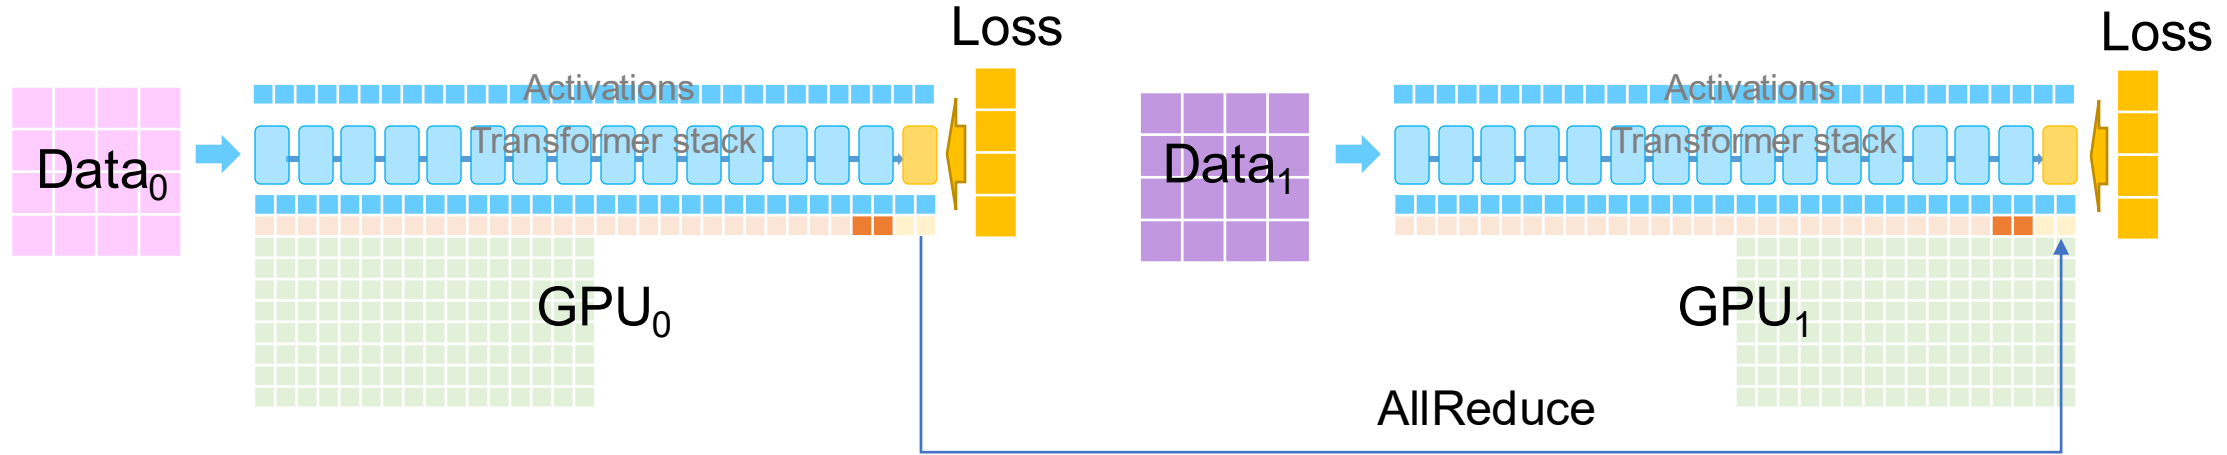 Loss
Activations
Transformer stack
Data0
GPU0
Loss
Activations
Transformer stack
Data1
GPU1
AllReduce